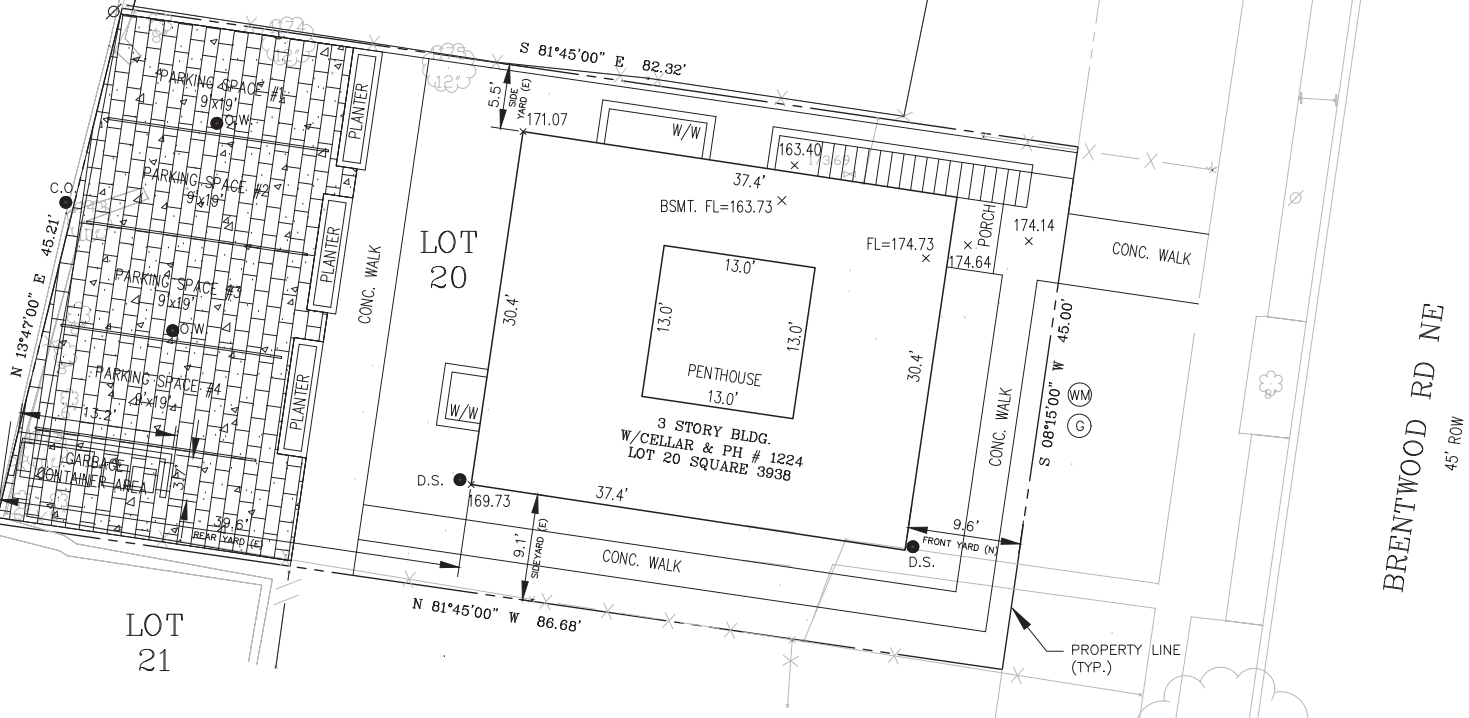 S 81°45'00" E 82.32'
5.5'
SIDE
YARD (E)
171.07
PARKING SPACE #1
9'x19'
O.W.
PLANTER
W/W
163.40
173.69
37.4'
BSMT. FL=163.73
PARKING SPACE #2
9'x19'
C.O.
PLANTER
LOT
20
CONC. WALK
FL=174.73
PORCH
174.14
174.64
CONC. WALK
N 13°47'00" E 45.21'
PARKING SPACE #3
9'x19'
O.W.
30.4'
13.0'
13.0'
13.0'
13.0'
PENTHOUSE
30.4'
S 08°15'00" W 45.00'
WM
G
BRENTWOOD RD NE
45' ROW
PARKING SPACE #4
9'x19'
13.2'
PLANTER
W/W
3 STORY BLDG.
W/CELLAR & PH # 1224
LOT 20 SQUARE 3938
CONC. WALK
8"
12"
GARBAGE
CONTAINER AREA
D.S.
169.73
37.4'
39.6'
REAR YARD (E)
9.1'
SIDEYARD (E)
CONC. WALK
9.6'
FRONT YARD (N)
D.S.
N 81°45'00" W 86.68'
LOT
21
PROPERTY LINE
(TYP.)